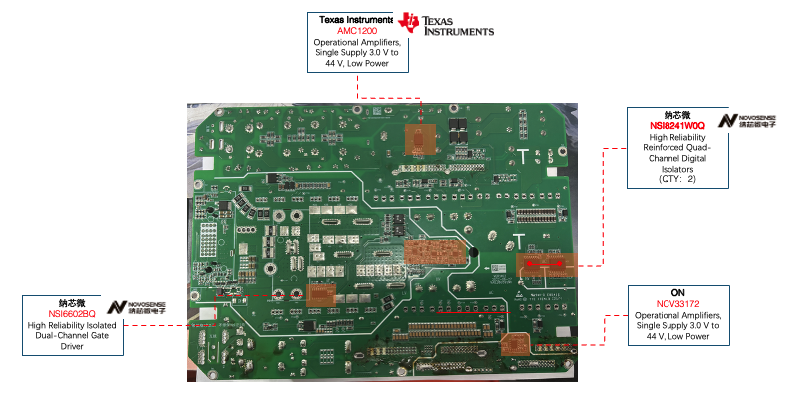 Texas Instruments
AMC1200
Operational Amplifiers,
Single Supply 3.0 V to
44 V, Low Power
TEXAS
INSTRUMENTS
纳芯微
NSI8241W0Q
High Reliability
Reinforced Quad-
Channel Digital
Isolators
(QTY: 2)
NOVOSENSE
纳芯微电子
纳芯微
NSI6602BQ
High Reliability Isolated
Dual-Channel Gate
Driver
NOVOSENSE
纳芯微电子
ON
NCV33172
Operational Amplifiers,
Single Supply 3.0 V to
44 V, Low Power
T
T